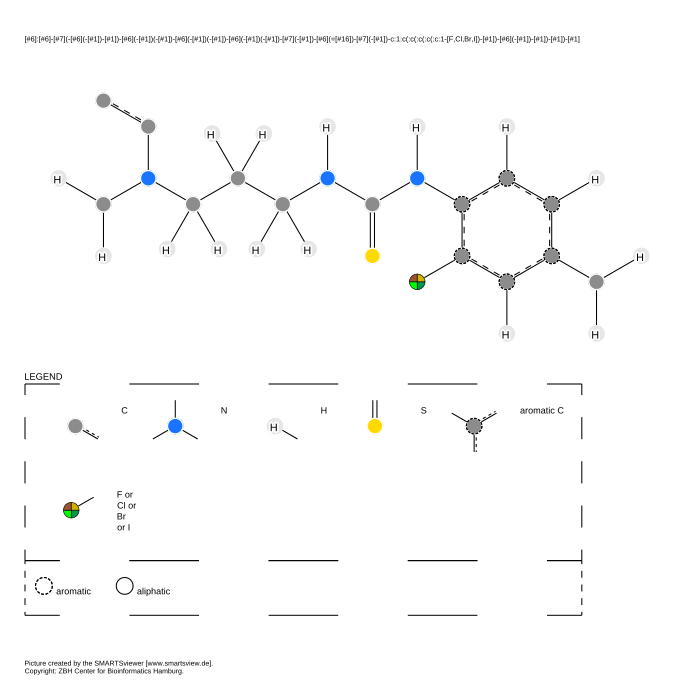 [#6]:[#6]-[#7](-[#6](-[#1])-[#1])-[#6](-[#1])(-[#1])-[#6](-[#1])(-[#1])-[#6](-[#1])(-[#1])-[#7](-[#1])-[#6](=[#16])-[#7](-[#1])-c:1:c(:c(:c(:c(:c:1-[F,Cl,Br,I])-[#1])-[#6](-[#1])-[#1])-[#1])-[#1]
H H H H H
H H
H H H H H
H H
LEGEND
C N H S aromatic C
H
F or
Cl or
Br
or I
aromatic aliphatic
Picture created by the SMARTSviewer [www.smartsview.de].
Copyright: ZBH Center for Bioinformatics Hamburg.